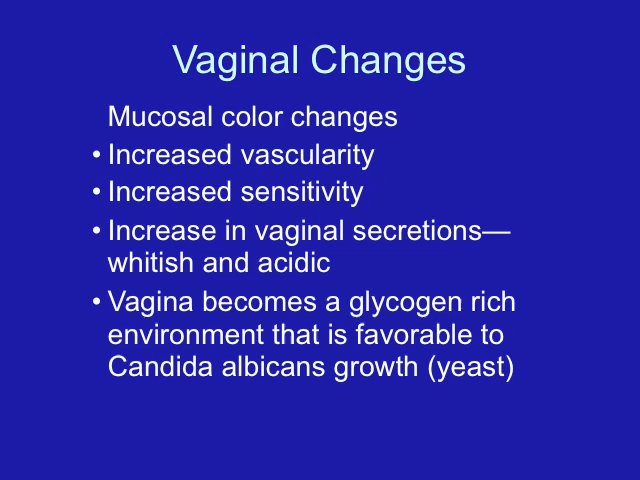 Vaginal Changes
Mucosal color changes
• Increased vascularity
• Increased sensitivity
• Increase in vaginal secretions—
whitish and acidic
• Vagina becomes a glycogen rich
environment that is favorable to
Candida albicans growth (yeast)